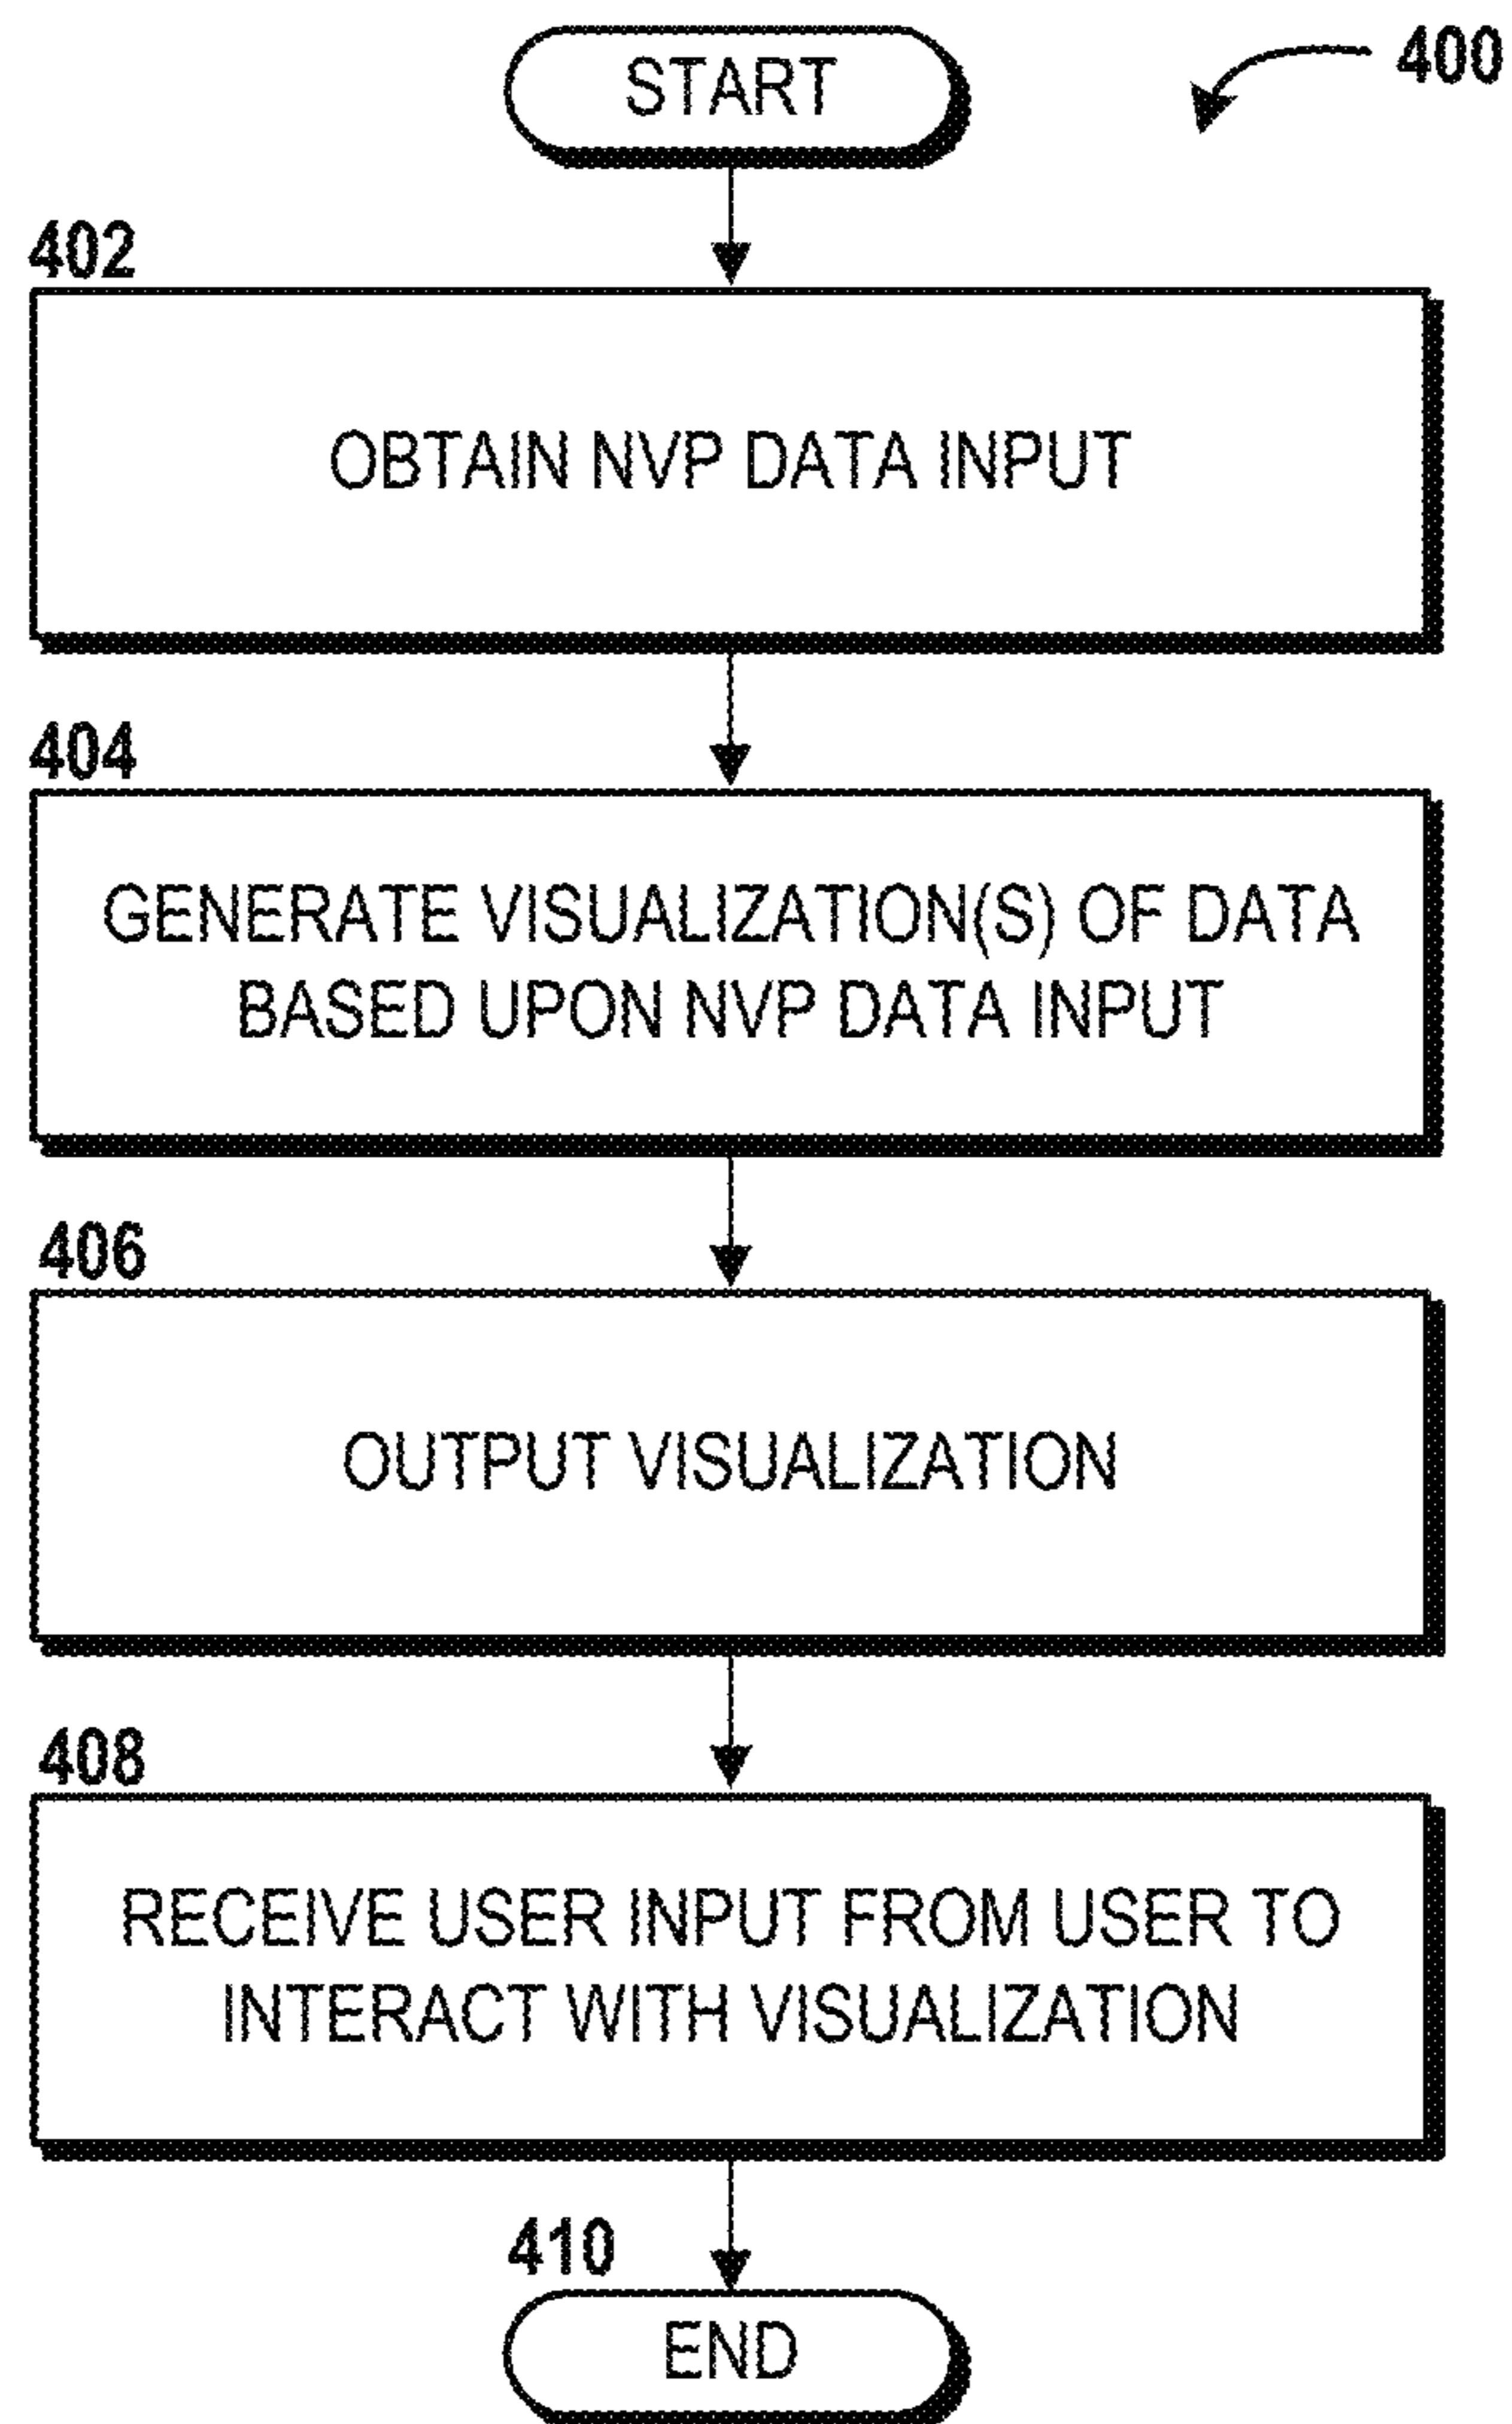 START
400
402
OBTAIN NVP DATA INPUT
404
GENERATE VISUALIZATION(S) OF DATA
BASED UPON NVP DATA INPUT
406
OUTPUT VISUALIZATION
408
RECEIVE USER INPUT FROM USER TO
INTERACT WITH VISUALIZATION
410
END